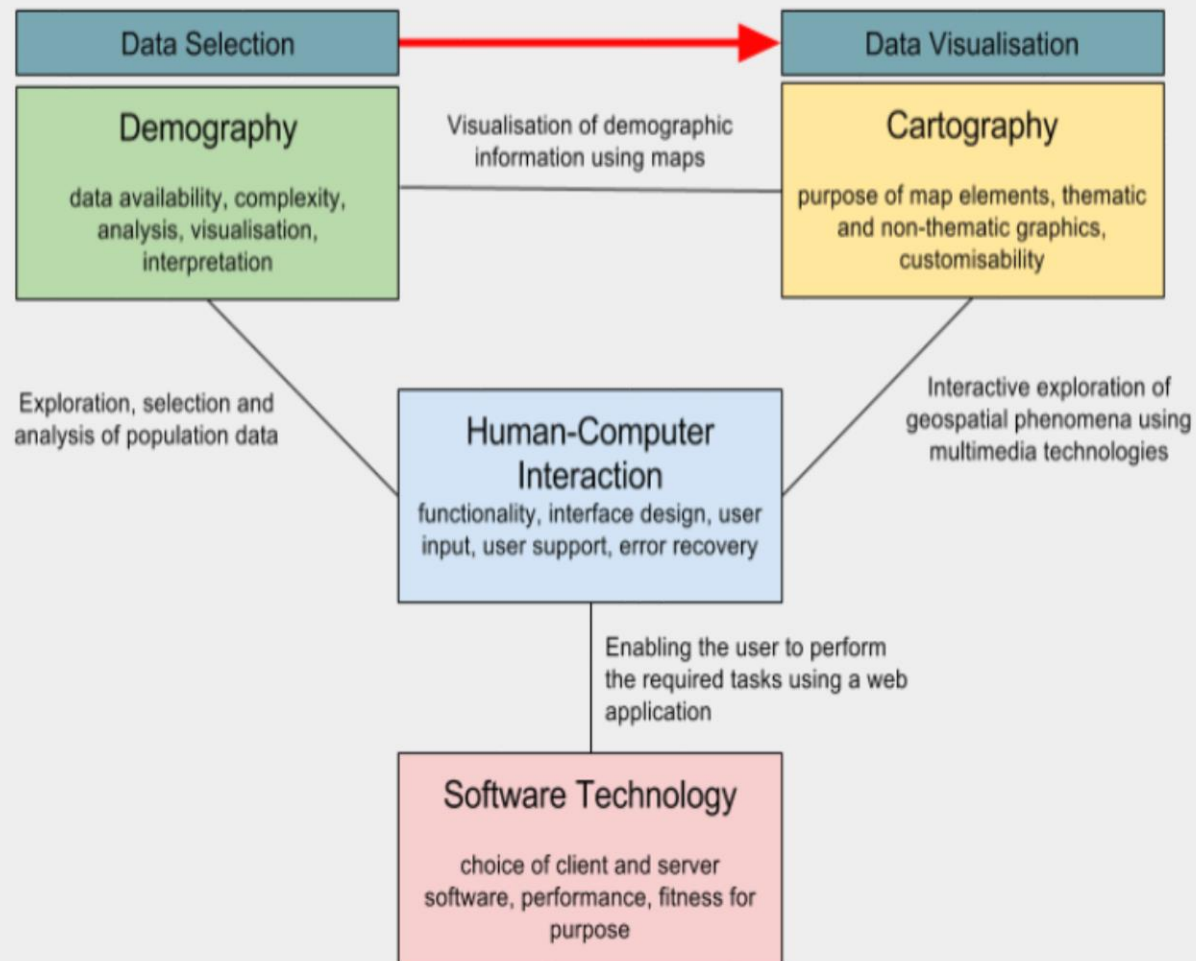 Data Selection
Data Visualisation
Demography
data availability, complexity,
analysis, visualisation,
interpretation
Visualisation of demographic
information using maps
Cartography
purpose of map elements, thematic
and non-thematic graphics,
customisability
Exploration, selection and
analysis of population data
Human-Computer
Interaction
functionality, interface design, user
input, user support, error recovery
Interactive exploration of
geospatial phenomena using
multimedia technologies
Enabling the user to perform
the required tasks using a web
application
Software Technology
choice of client and server
software, performance, fitness for
purpose